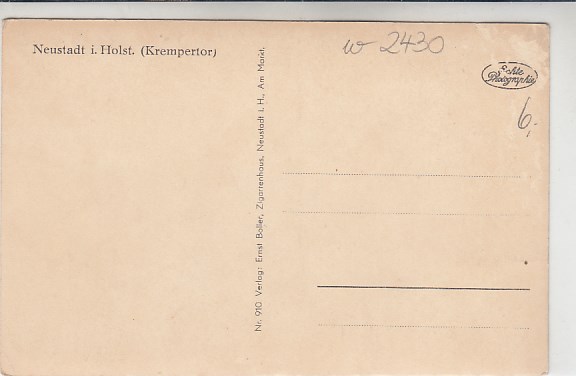 Neustadt i. Holst. (Krempertor)
w 2430
Echte
Photographie
6,-
Nr. 910 Verlag: Ernst Boller, Zigarrenhaus, Neustadt i. H., Am Markt.